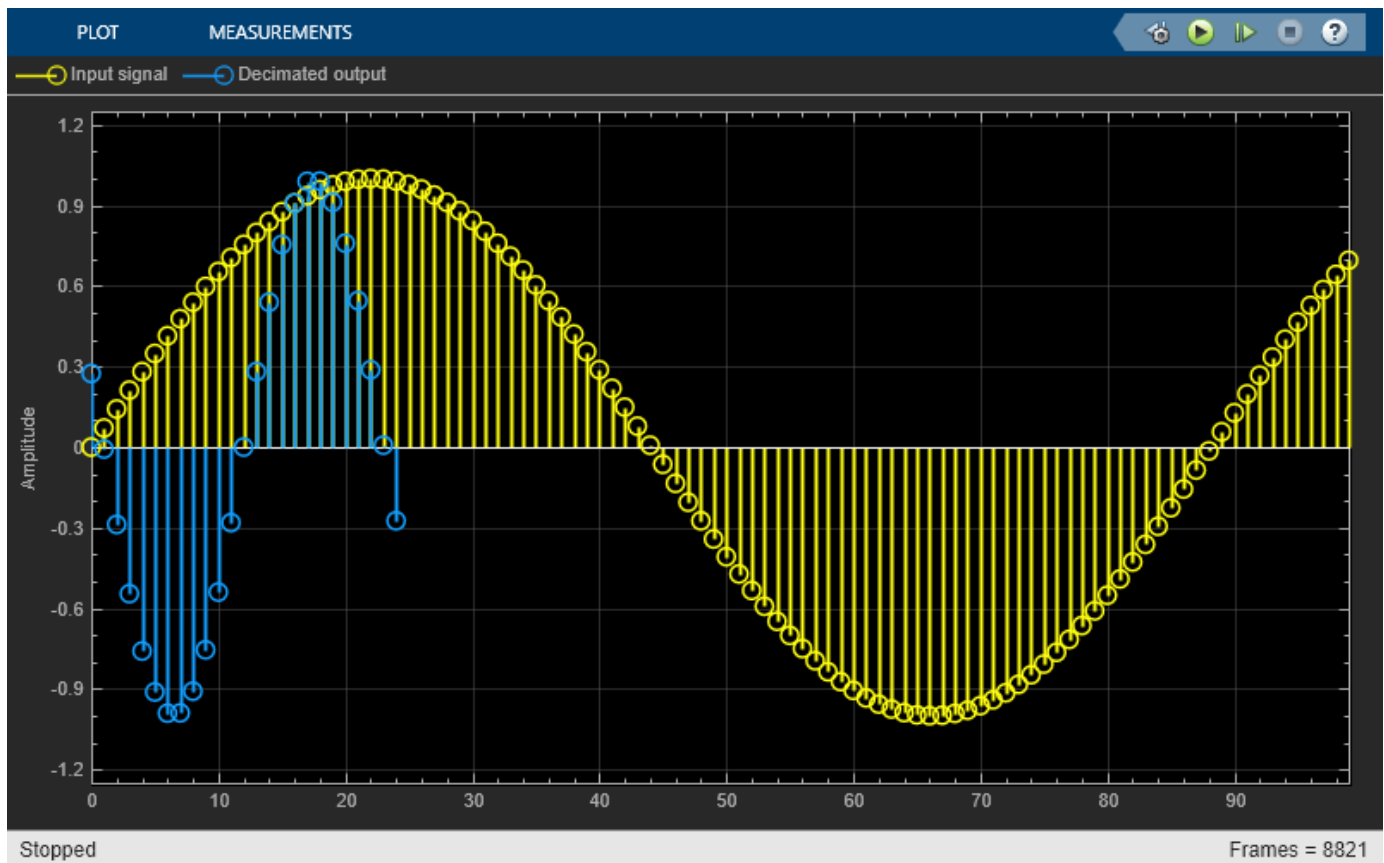 PLOT MEASUREMENTS ?
Input signal Decimated output
1.2
0.9
0.6
0.3
0
-0.3
-0.6
-0.9
-1.2
Amplitude
0 10 20 30 40 50 60 70 80 90
Stopped Frames = 8821